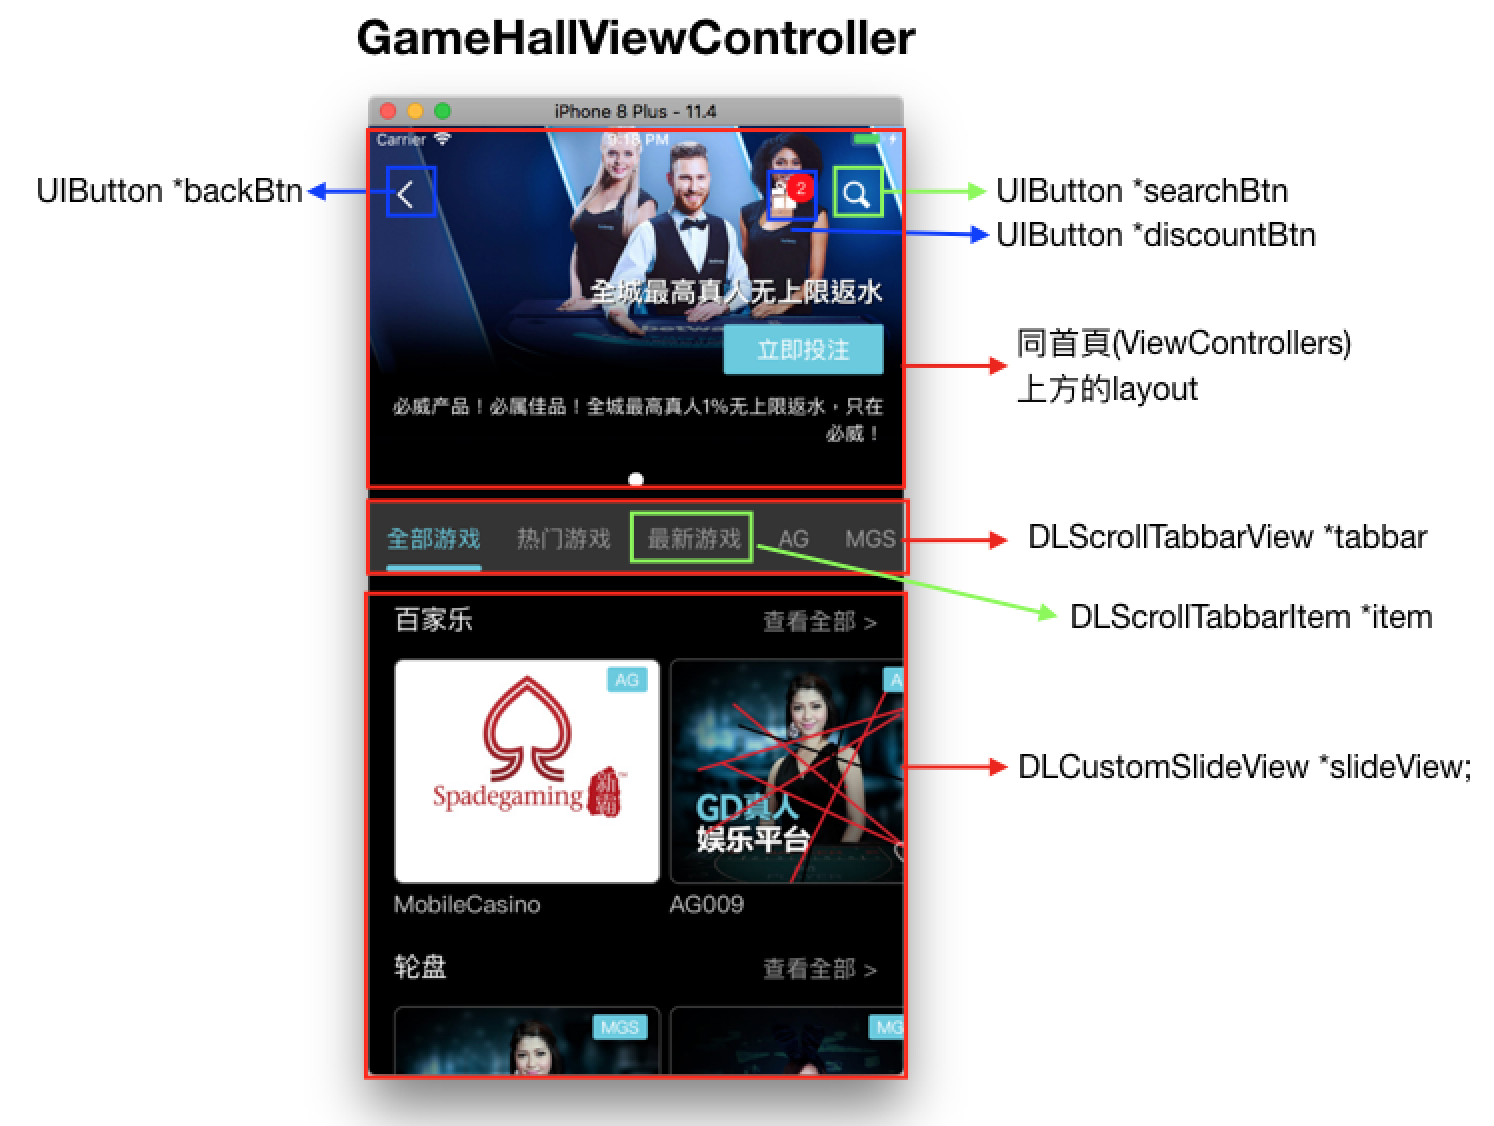 GameHallViewController
iPhone 8 Plus - 11.4
Carrier
9:18 PM
UIButton *backBtn
2
UIButton *searchBtn
UIButton *discountBtn
全城最高真人无上限返水
立即投注
同首頁(ViewControllers)
上方的layout
必威产品！必属佳品！全城最高真人1%无上限返水，只在
必威！
全部游戏 热门游戏 最新游戏 AG MGS
DLScrollTabbarView *tabbar
DLScrollTabbarItem *item
百家乐 查看全部 >
AG
Spadegaming
新霸
GD真人
娱乐平台
DLCustomSlideView *slideView;
MobileCasino AG009
轮盘 查看全部 >
MGS MG